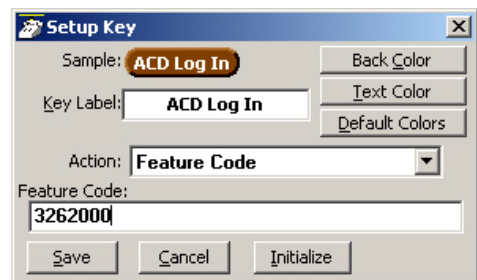 Setup Key
Sample: ACD Log In Back Color
Key Label: ACD Log In Text Color
Default Colors
Action: Feature Code
Feature Code:
3262000
Save Cancel Initialize